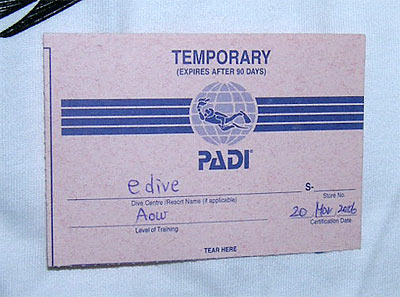 TEMPORARY
(EXPIRES AFTER 90 DAYS)
PADI
e dive S-
Dive Centre /Resort Name (if applicable) Store No.
Aow 20 Mar 2006
Level of Training Certification Date
TEAR HERE